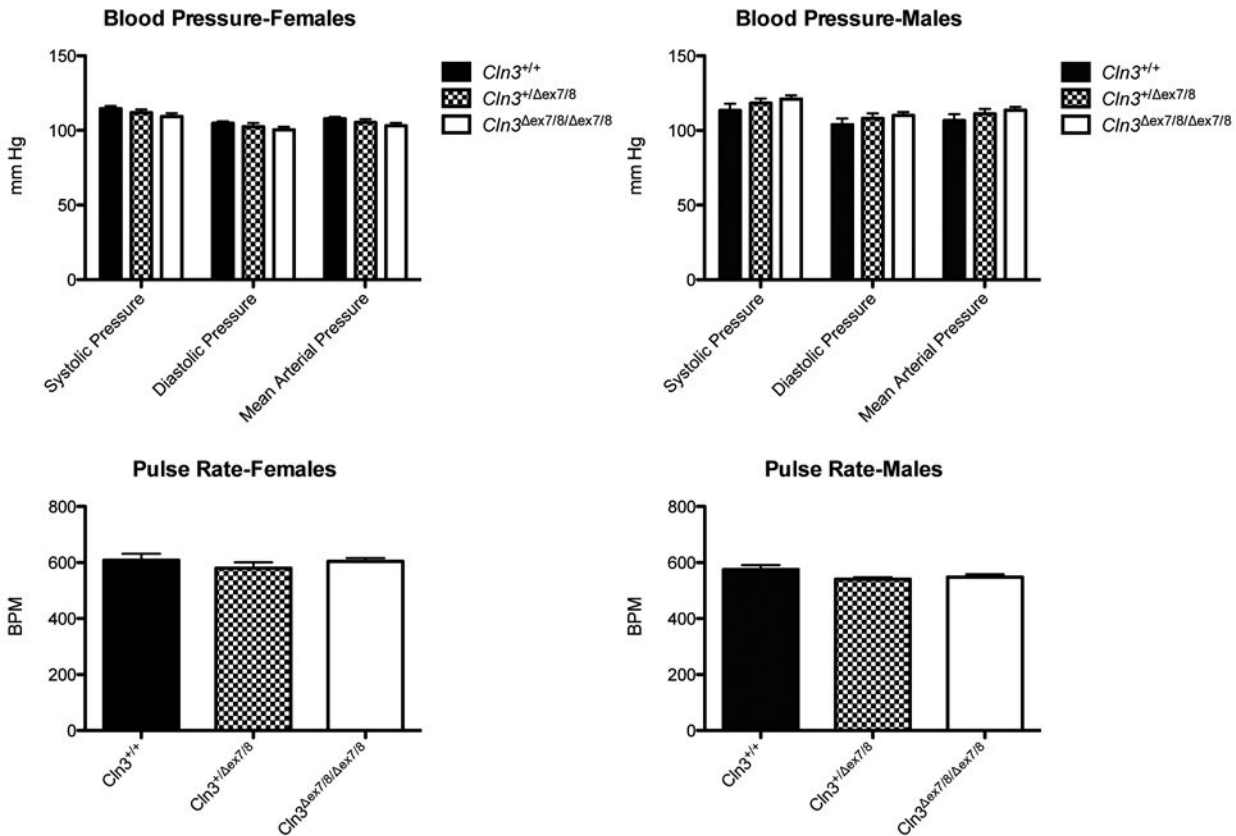 Blood Pressure-Females
150
100
50
0
mm Hg
Systolic Pressure
Diastolic Pressure
Mean Arterial Pressure
Cln3+/+
Cln3+/Δex7/8
Cln3Δex7/8/Δex7/8
Blood Pressure-Males
150
100
50
0
mm Hg
Systolic Pressure
Diastolic Pressure
Mean Arterial Pressure
Cln3+/+
Cln3+/Δex7/8
Cln3Δex7/8/Δex7/8
Pulse Rate-Females
800
600
400
200
0
BPM
Cln3+/+
Cln3+/Δex7/8
Cln3Δex7/8/Δex7/8
Pulse Rate-Males
800
600
400
200
0
BPM
Cln3+/+
Cln3+/Δex7/8
Cln3Δex7/8/Δex7/8